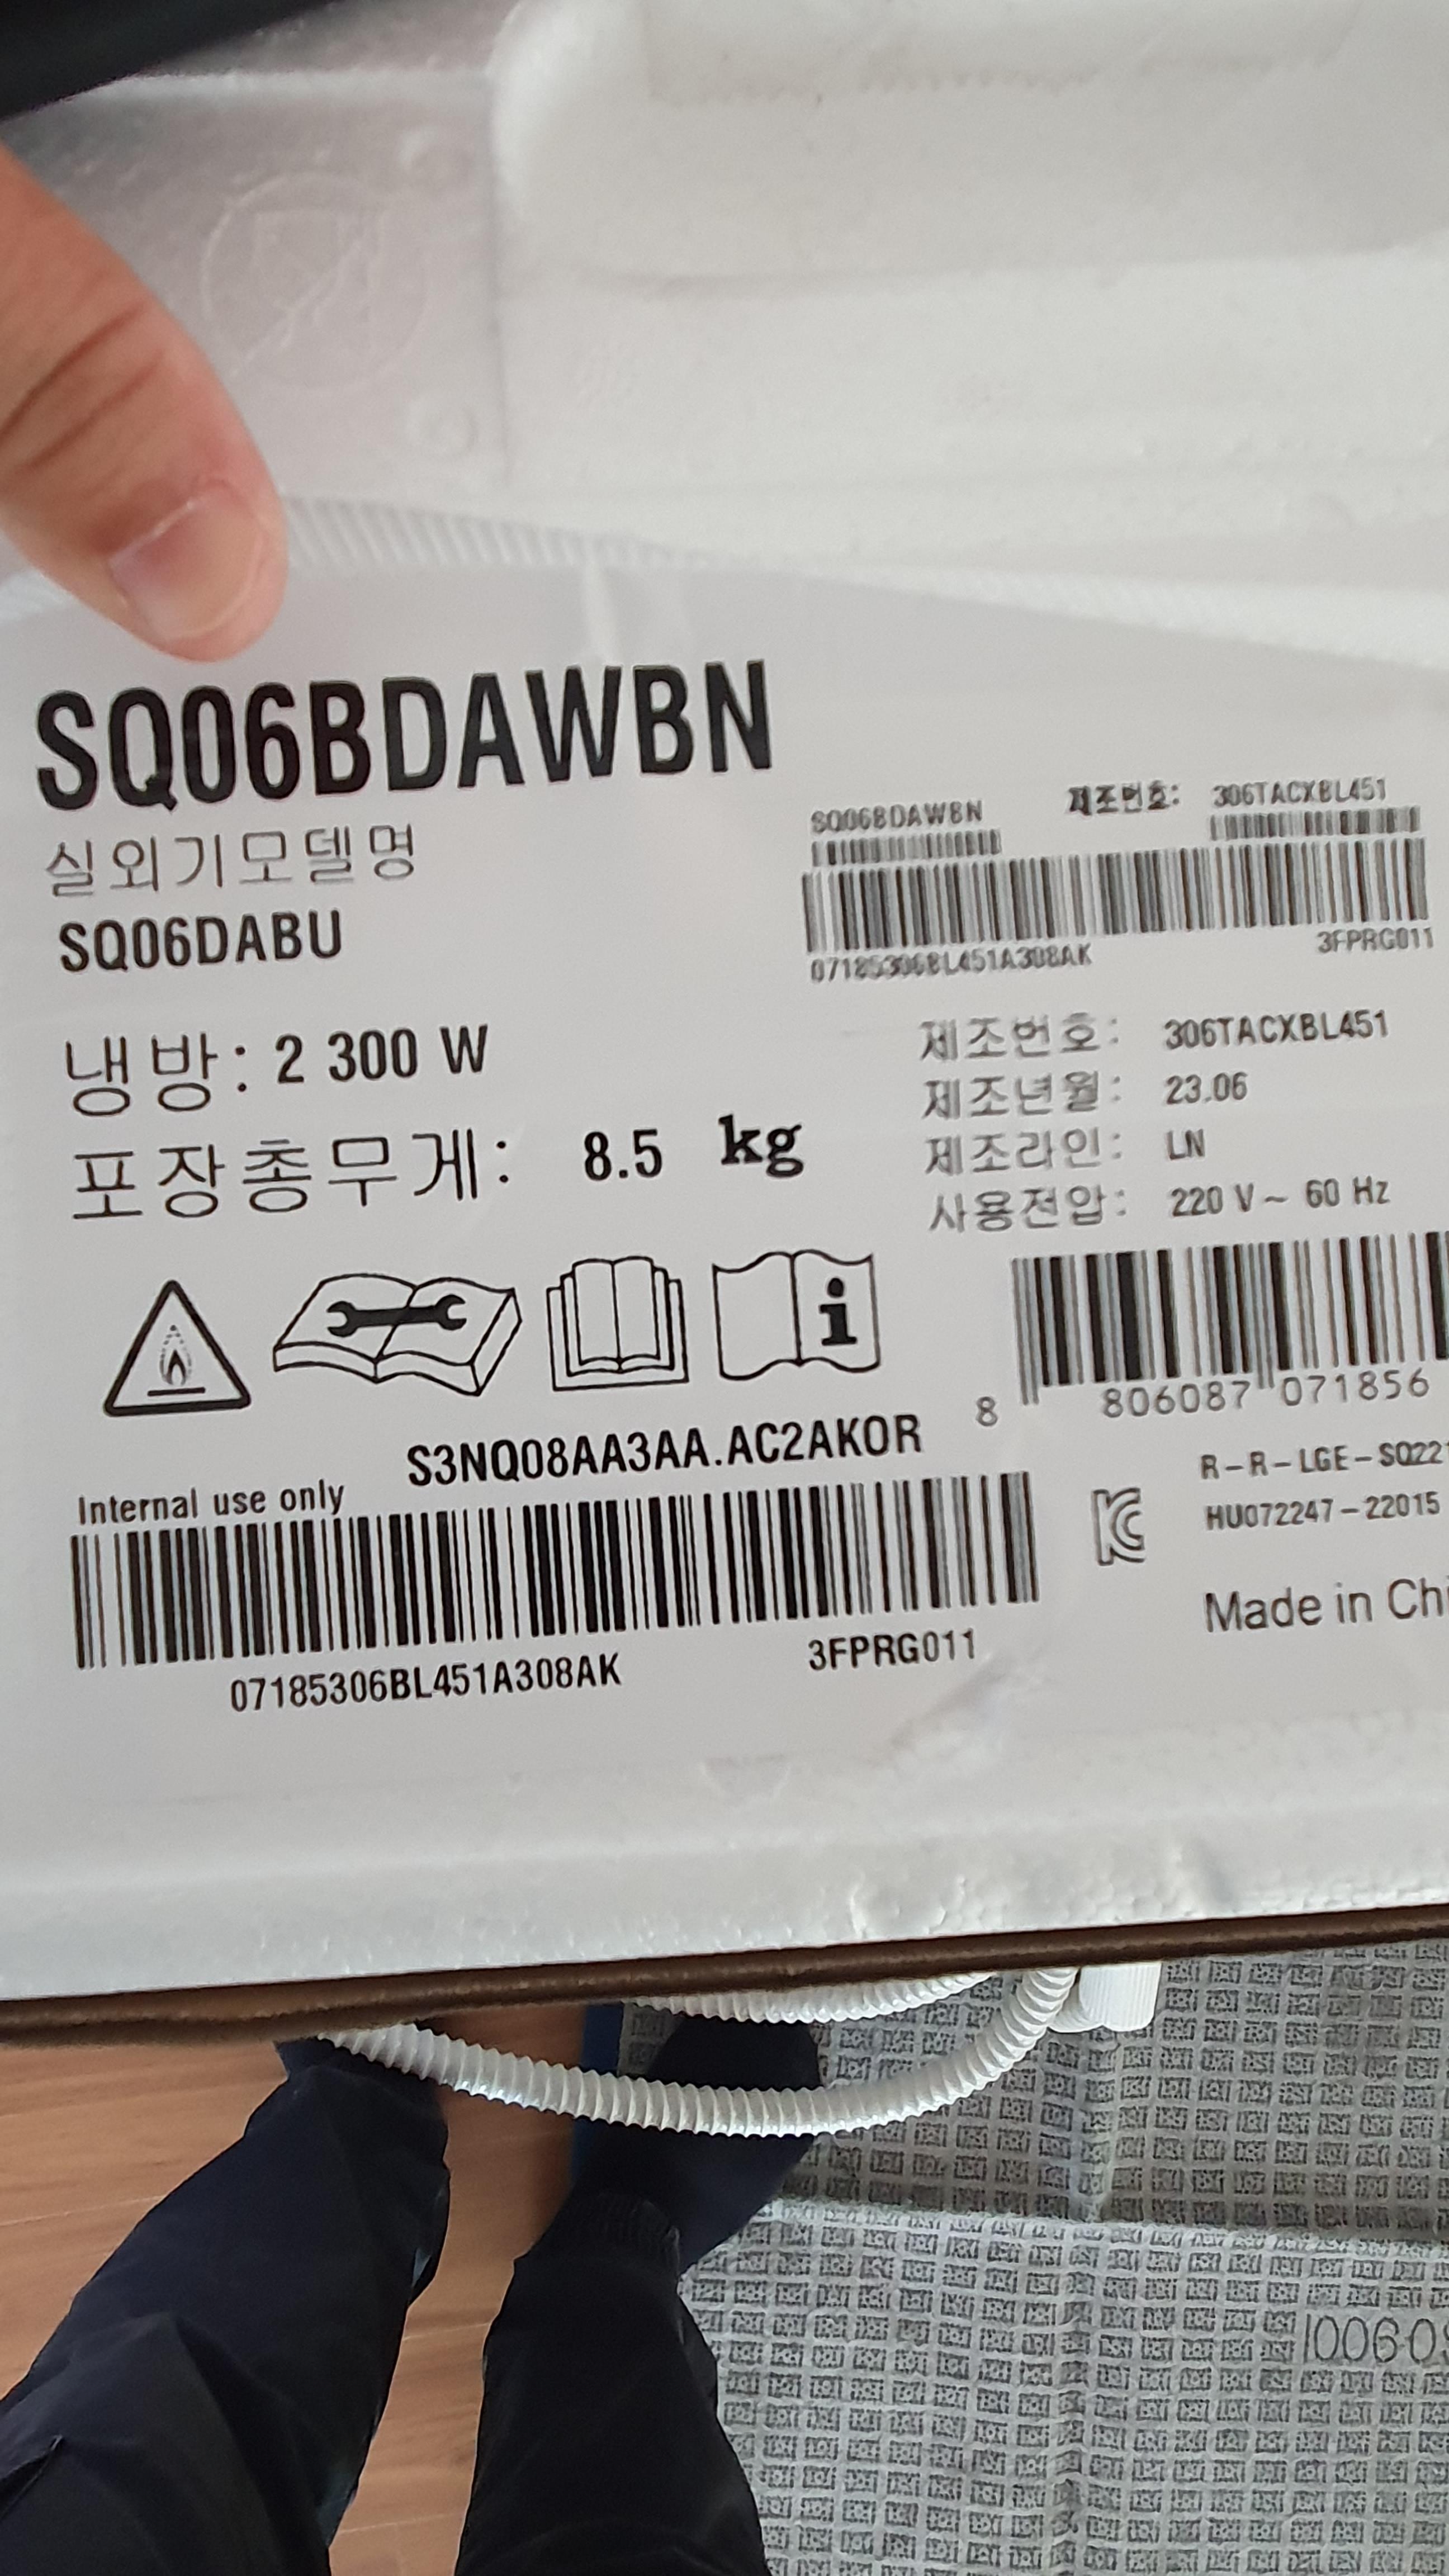 SQ06BDAWBN
실외기모델명
SQ06DABU
냉방: 2 300 W
포장총무게: 8.5 kg
SQ06BDAWBN 제조번호: 306TACXBL451
07185306BL451A308AK 3FPRG011
제조번호: 306TACXBL451
제조년월: 23.06
제조라인: LN
사용전압: 220 V ~ 60 Hz
8 806087 071856
S3NQ08AA3AA.AC2AKOR
Internal use only
07185306BL451A308AK 3FPRG011
R-R-LGE-SQ22
HU072247-22015
Made in Chi